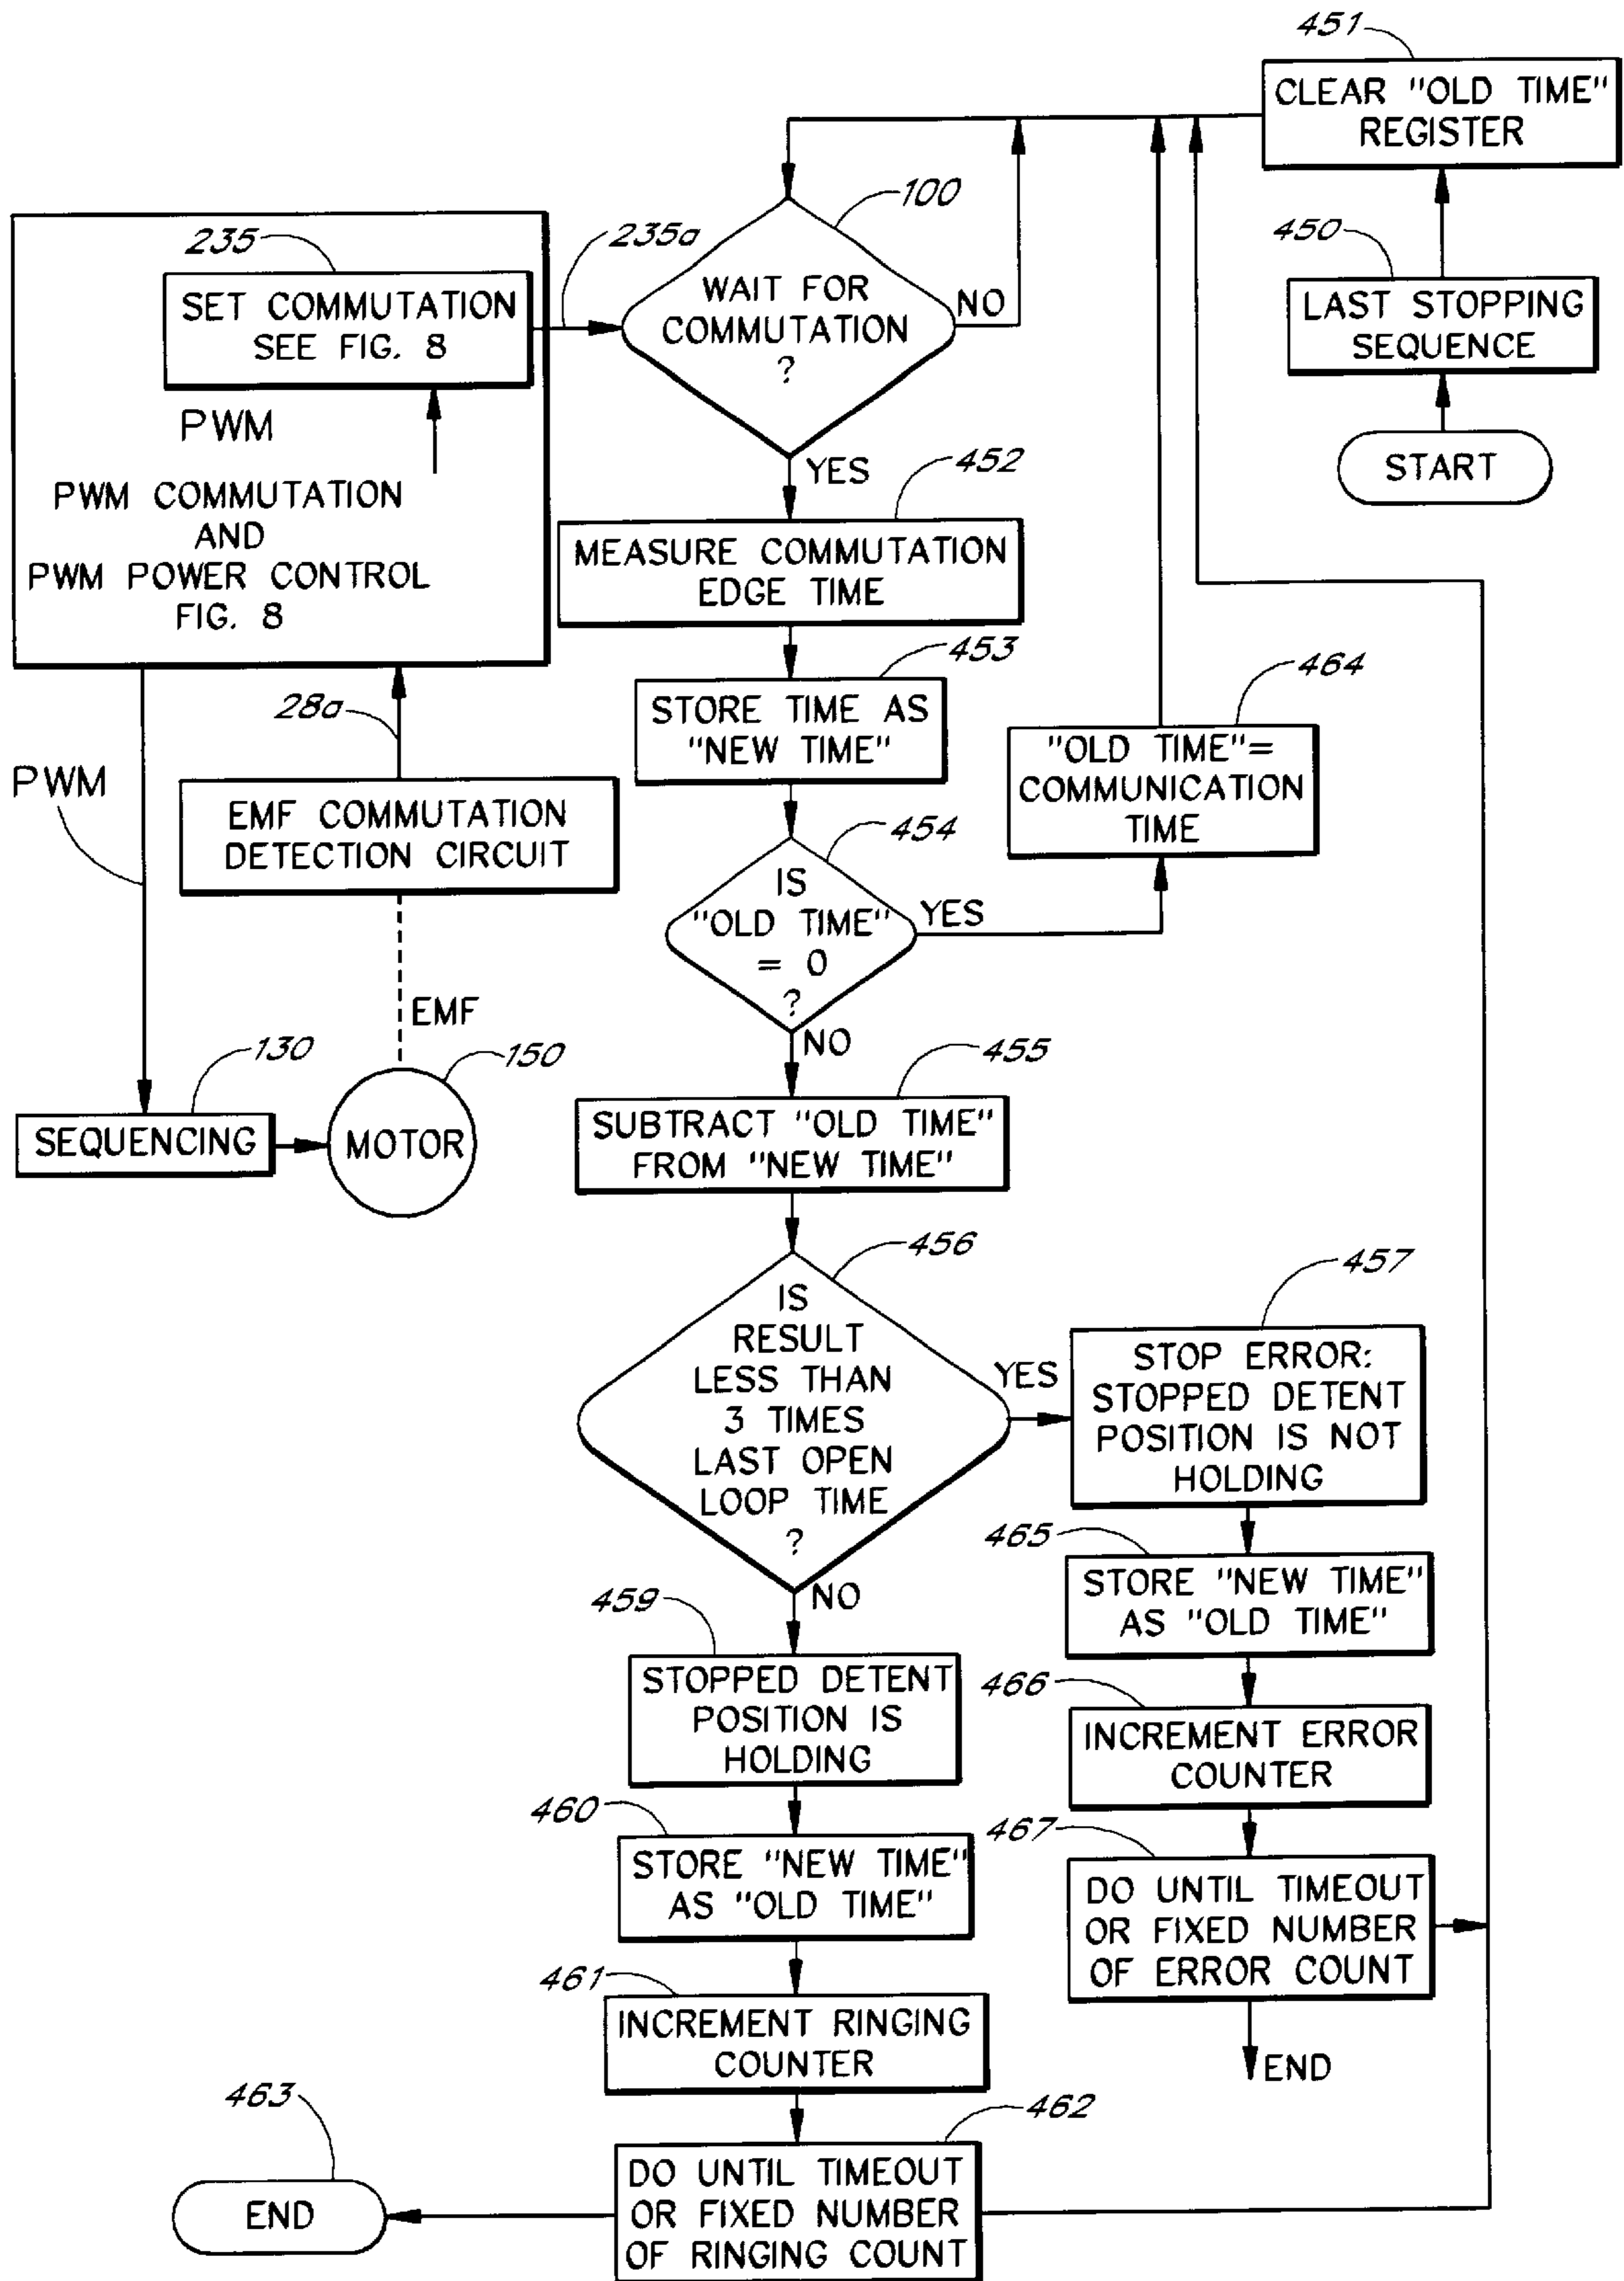 451
CLEAR "OLD TIME"
REGISTER
450
LAST STOPPING
SEQUENCE
START
100
WAIT FOR
COMMUTATION
?
NO
YES
235
235a
SET COMMUTATION
SEE FIG. 8
PWM
PWM COMMUTATION
AND
PWM POWER CONTROL
FIG. 8
28a
PWM
EMF COMMUTATION
DETECTION CIRCUIT
EMF
130
SEQUENCING
150
MOTOR
452
MEASURE COMMUTATION
EDGE TIME
453
STORE TIME AS
"NEW TIME"
464
"OLD TIME"=
COMMUNICATION
TIME
454
IS
"OLD TIME"
= 0
?
YES
NO
455
SUBTRACT "OLD TIME"
FROM "NEW TIME"
456
IS
RESULT
LESS THAN
3 TIMES
LAST OPEN
LOOP TIME
?
YES
NO
457
STOP ERROR:
STOPPED DETENT
POSITION IS NOT
HOLDING
465
STORE "NEW TIME"
AS "OLD TIME"
466
INCREMENT ERROR
COUNTER
467
DO UNTIL TIMEOUT
OR FIXED NUMBER
OF ERROR COUNT
END
459
STOPPED DETENT
POSITION IS
HOLDING
460
STORE "NEW TIME"
AS "OLD TIME"
461
INCREMENT RINGING
COUNTER
462
DO UNTIL TIMEOUT
OR FIXED NUMBER
OF RINGING COUNT
463
END